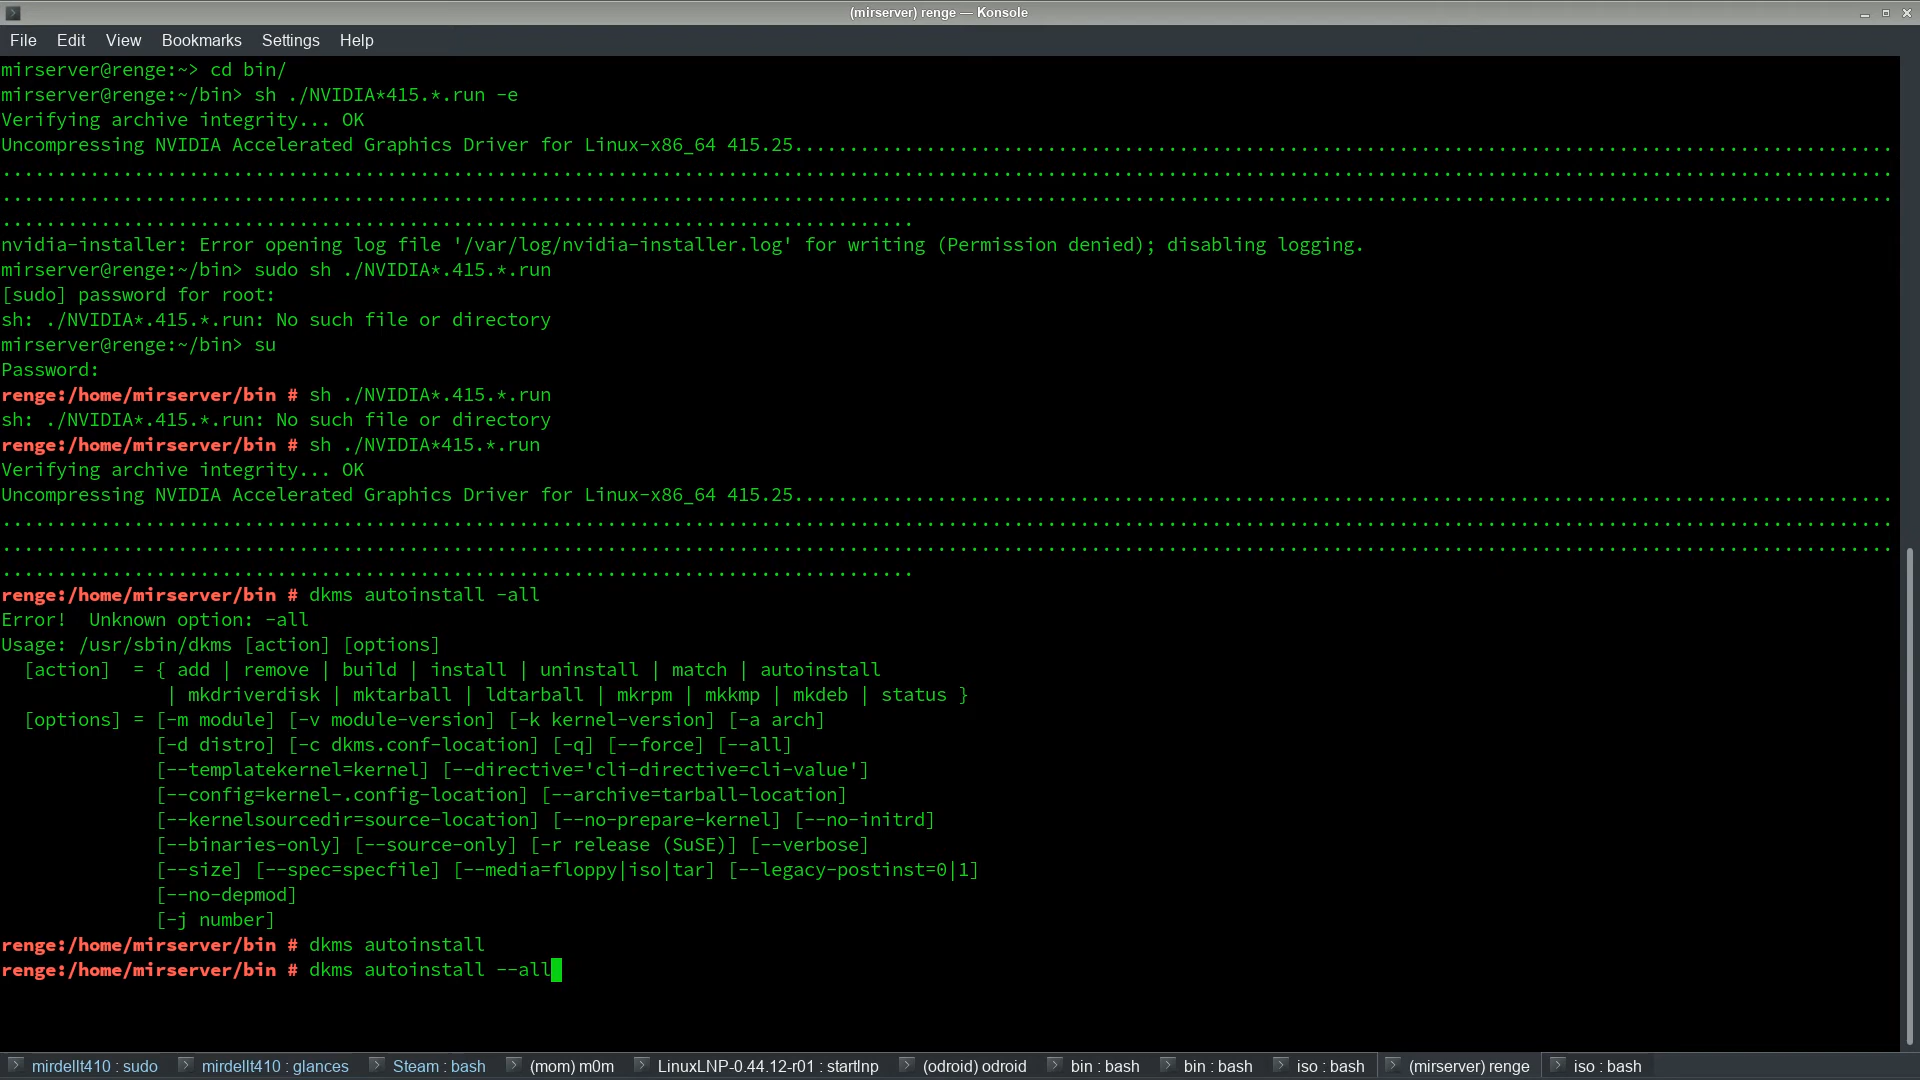 (mirserver) renge — Konsole
File Edit View Bookmarks Settings Help
mirserver@renge:~> cd bin/
mirserver@renge:~/bin> sh ./NVIDIA*415.*.run -e
Verifying archive integrity... OK
Uncompressing NVIDIA Accelerated Graphics Driver for Linux-x86_64 415.25....................................................................................................
............................................................................................................................................................................
............................................................................................................................................................................
...................................................................................
nvidia-installer: Error opening log file '/var/log/nvidia-installer.log' for writing (Permission denied); disabling logging.
mirserver@renge:~/bin> sudo sh ./NVIDIA*.415.*.run
[sudo] password for root:
sh: ./NVIDIA*.415.*.run: No such file or directory
mirserver@renge:~/bin> su
Password:
renge:/home/mirserver/bin # sh ./NVIDIA*.415.*.run
sh: ./NVIDIA*.415.*.run: No such file or directory
renge:/home/mirserver/bin # sh ./NVIDIA*415.*.run
Verifying archive integrity... OK
Uncompressing NVIDIA Accelerated Graphics Driver for Linux-x86_64 415.25....................................................................................................
............................................................................................................................................................................
............................................................................................................................................................................
...................................................................................
renge:/home/mirserver/bin # dkms autoinstall -all
Error!  Unknown option: -all
Usage: /usr/sbin/dkms [action] [options]
  [action]  = { add | remove | build | install | uninstall | match | autoinstall
               | mkdriverdisk | mktarball | ldtarball | mkrpm | mkkmp | mkdeb | status }
  [options] = [-m module] [-v module-version] [-k kernel-version] [-a arch]
              [-d distro] [-c dkms.conf-location] [-q] [--force] [--all]
              [--templatekernel=kernel] [--directive='cli-directive=cli-value']
              [--config=kernel-.config-location] [--archive=tarball-location]
              [--kernelsourcedir=source-location] [--no-prepare-kernel] [--no-initrd]
              [--binaries-only] [--source-only] [-r release (SuSE)] [--verbose]
              [--size] [--spec=specfile] [--media=floppy|iso|tar] [--legacy-postinst=0|1]
              [--no-depmod]
              [-j number]
renge:/home/mirserver/bin # dkms autoinstall
renge:/home/mirserver/bin # dkms autoinstall --all
mirdellt410 : sudo mirdellt410 : glances Steam : bash (mom) m0m LinuxLNP-0.44.12-r01 : startlnp (odroid) odroid bin : bash bin : bash iso : bash (mirserver) renge iso : bash